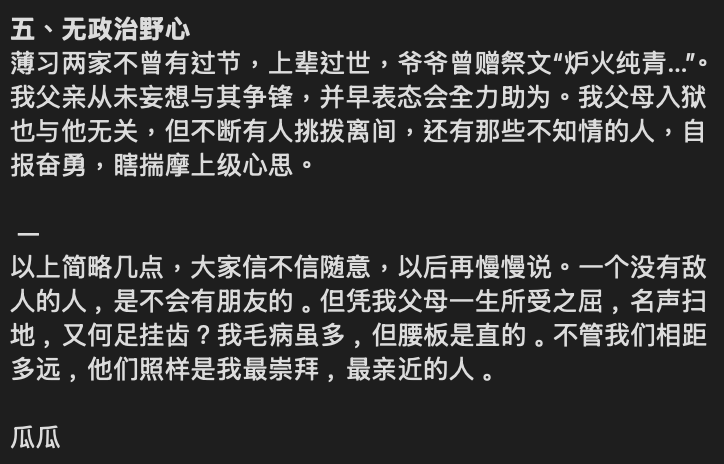 五、无政治野心
薄习两家不曾有过节，上辈过世，爷爷曾赠祭文“炉火纯青...”。
我父亲从未妄想与其争锋，并早表态会全力助为。我父母入狱
也与他无关，但不断有人挑拨离间，还有那些不知情的人，自
报奋勇，瞎揣摩上级心思。
一
以上简略几点，大家信不信随意，以后再慢慢说。一个没有敌
人的人，是不会有朋友的。但凭我父母一生所受之屈，名声扫
地，又何足挂齿？我毛病虽多，但腰板是直的。不管我们相距
多远，他们照样是我最崇拜，最亲近的人。
瓜瓜